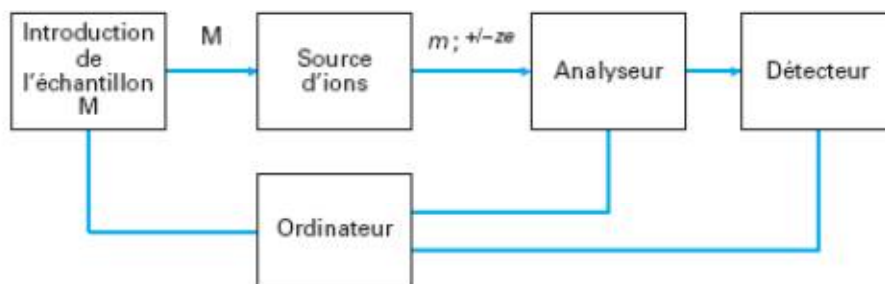 Introduction
de
l'échantillon
M
M
Source
d'ions
m ; +/–ze
Analyseur
Détecteur
Ordinateur